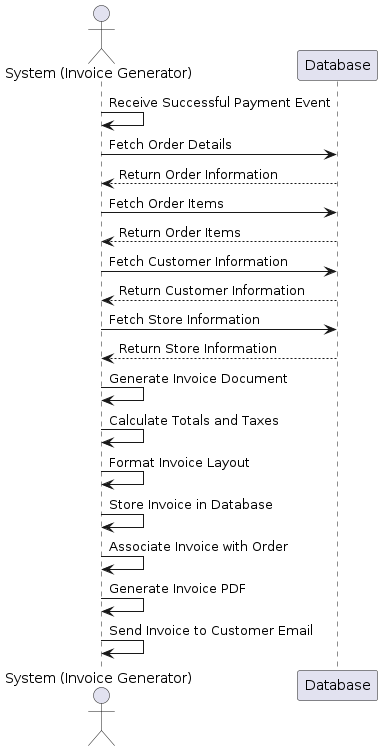 System (Invoice Generator)
Database
Receive Successful Payment Event
Fetch Order Details
Return Order Information
Fetch Order Items
Return Order Items
Fetch Customer Information
Return Customer Information
Fetch Store Information
Return Store Information
Generate Invoice Document
Calculate Totals and Taxes
Format Invoice Layout
Store Invoice in Database
Associate Invoice with Order
Generate Invoice PDF
Send Invoice to Customer Email
System (Invoice Generator)
Database